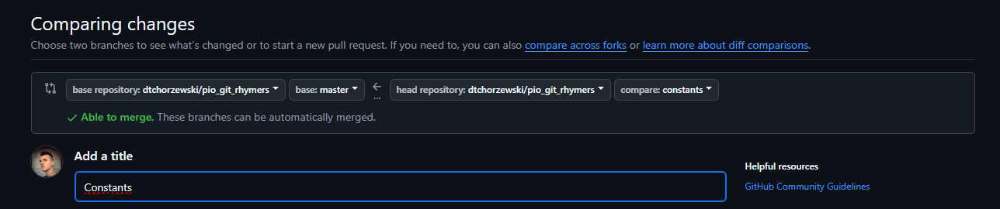 Comparing changes
Choose two branches to see what’s changed or to start a new pull request. If you need to, you can also compare across forks or learn more about diff comparisons.
base repository: dtchorzewski/pio_git_rhymers base: master ← ... head repository: dtchorzewski/pio_git_rhymers compare: constants
✓ Able to merge. These branches can be automatically merged.
Add a title
Constants
Helpful resources
GitHub Community Guidelines